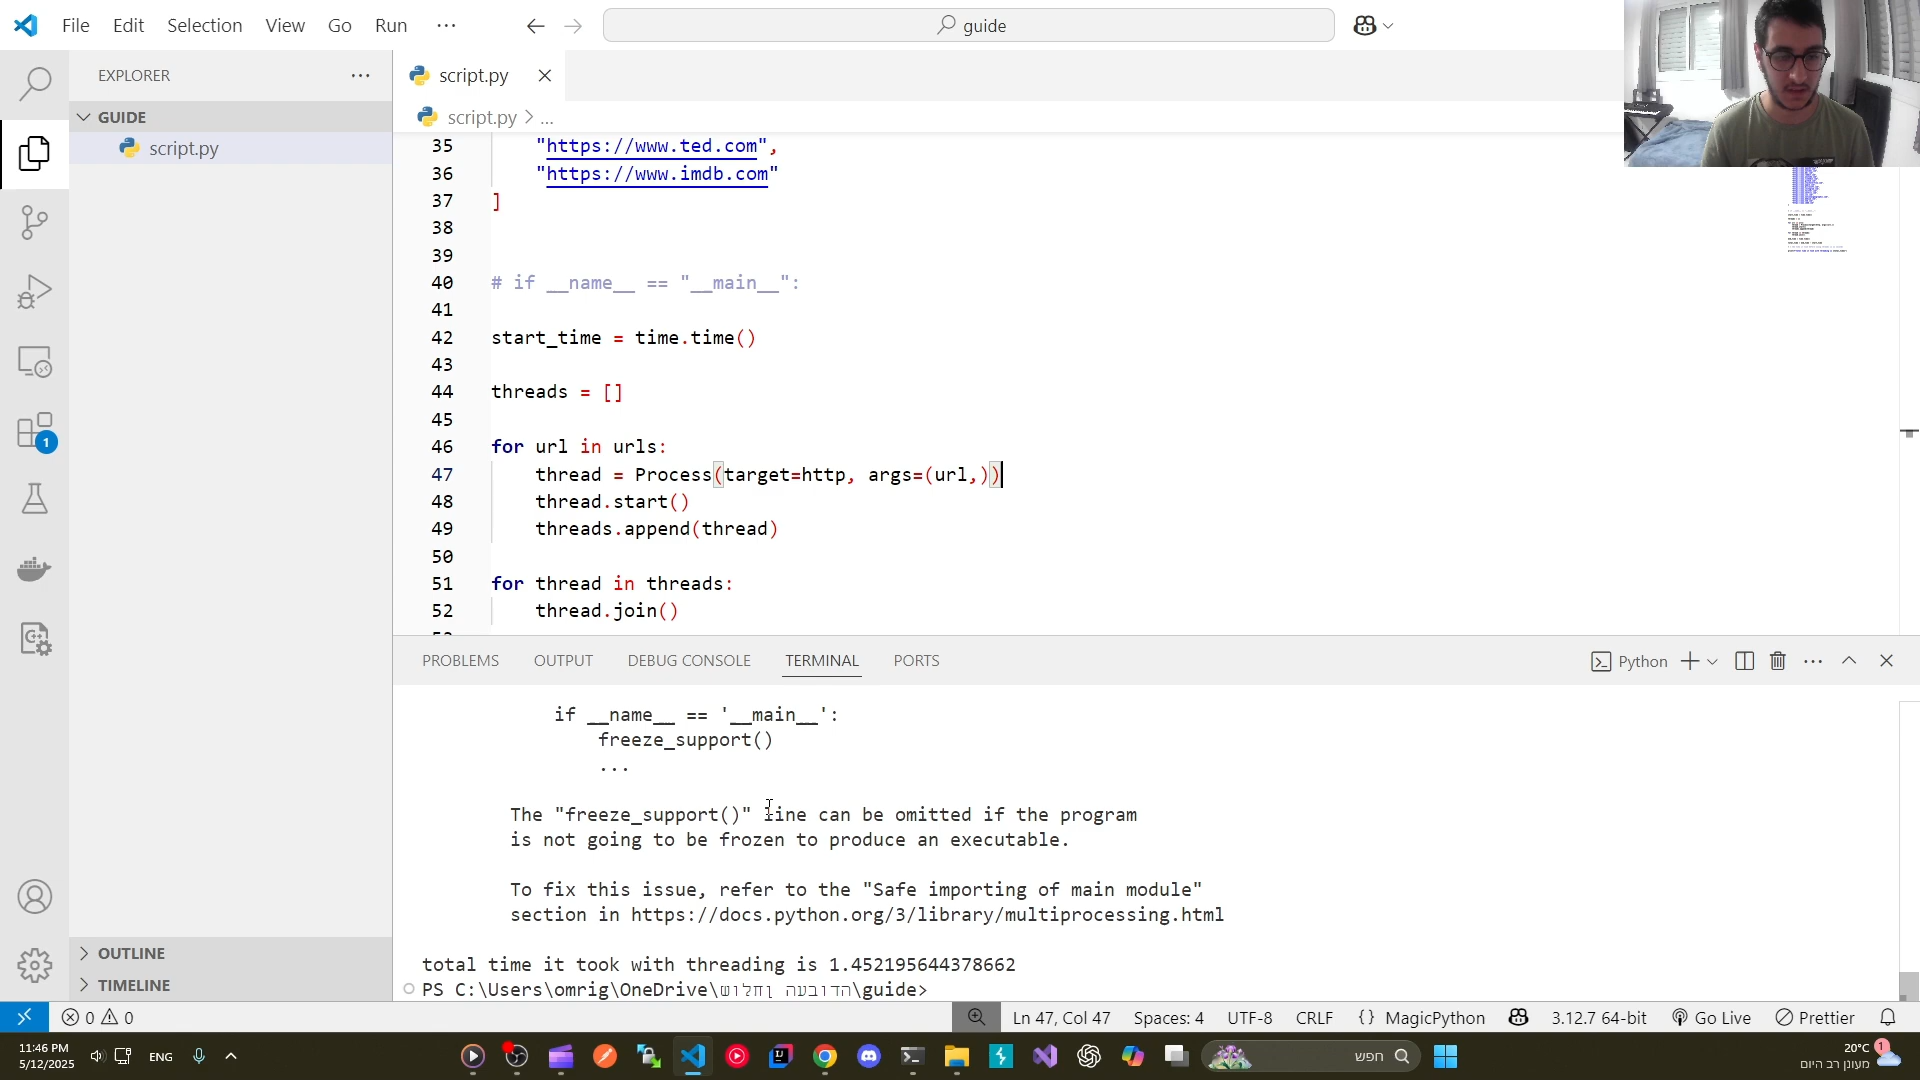 File Edit Selection View Go Run ···
guide
EXPLORER
GUIDE
script.py
script.py
script.py > ...
35 "https://www.ted.com",
36 "https://www.imdb.com"
37 ]
38
39
40 # if __name__ == "__main__":
41
42 start_time = time.time()
43
44 threads = []
45
46 for url in urls:
47 thread = Process(target=http, args=(url,))
48 thread.start()
49 threads.append(thread)
50
51 for thread in threads:
52 thread.join()
PROBLEMS OUTPUT DEBUG CONSOLE TERMINAL PORTS
Python
if __name__ == '__main__':
freeze_support()
...
The "freeze_support()" line can be omitted if the program
is not going to be frozen to produce an executable.
To fix this issue, refer to the "Safe importing of main module"
section in https://docs.python.org/3/library/multiprocessing.html
total time it took with threading is 1.452195644378662
PS C:\Users\omrig\OneDrive\שולחן העבודה\guide>
1
OUTLINE
TIMELINE
0 0
Ln 47, Col 47 Spaces: 4 UTF-8 CRLF {} MagicPython 3.12.7 64-bit Go Live Prettier
11:46 PM
5/12/2025
ENG
חפש
20°C
מעונן רב היום
1